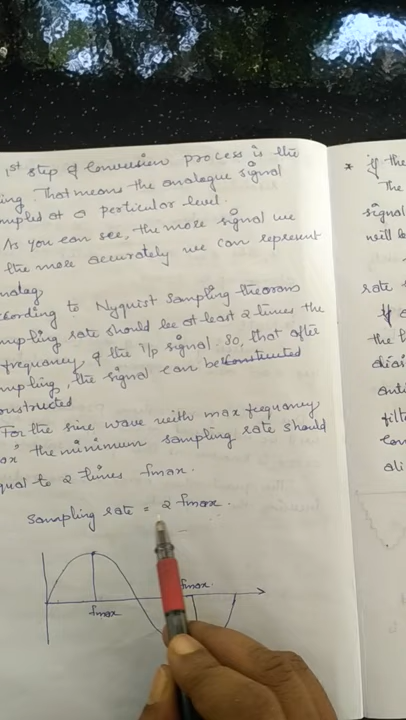 1st step of Conversion process is the
ing. That means the analogue signal
mpled at a perticular level.
As you can see, the more signal we
the more accurately we can represent
nalog
ccording to Nyquist Sampling theorem
mpling rate should be at least 2 times the
frequency of the i/p signal. So, that after
mpling, the signal can be constructed
onstructed
For the sine wave with max frequency
ax" the minimum sampling rate should
qual to 2 times fmax.
Sampling rate = 2 fmax.
fmax
fmax.
* if the
The
signal
will b
rate
If
the
anti
filt
ali